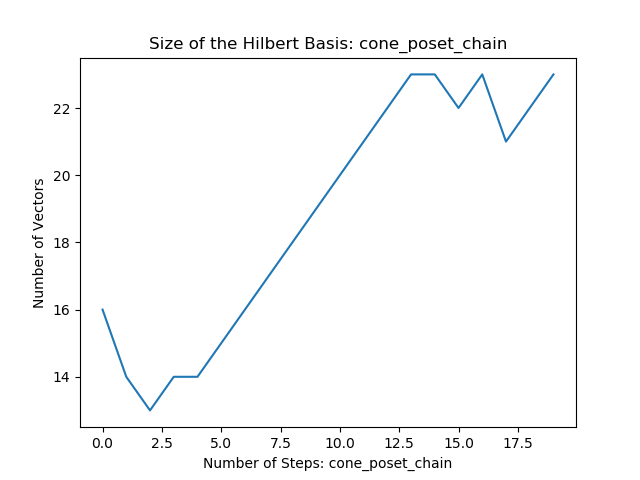 Size of the Hilbert Basis: cone_poset_chain
Number of Vectors
22
20
18
16
14
0.0 2.5 5.0 7.5 10.0 12.5 15.0 17.5
Number of Steps: cone_poset_chain